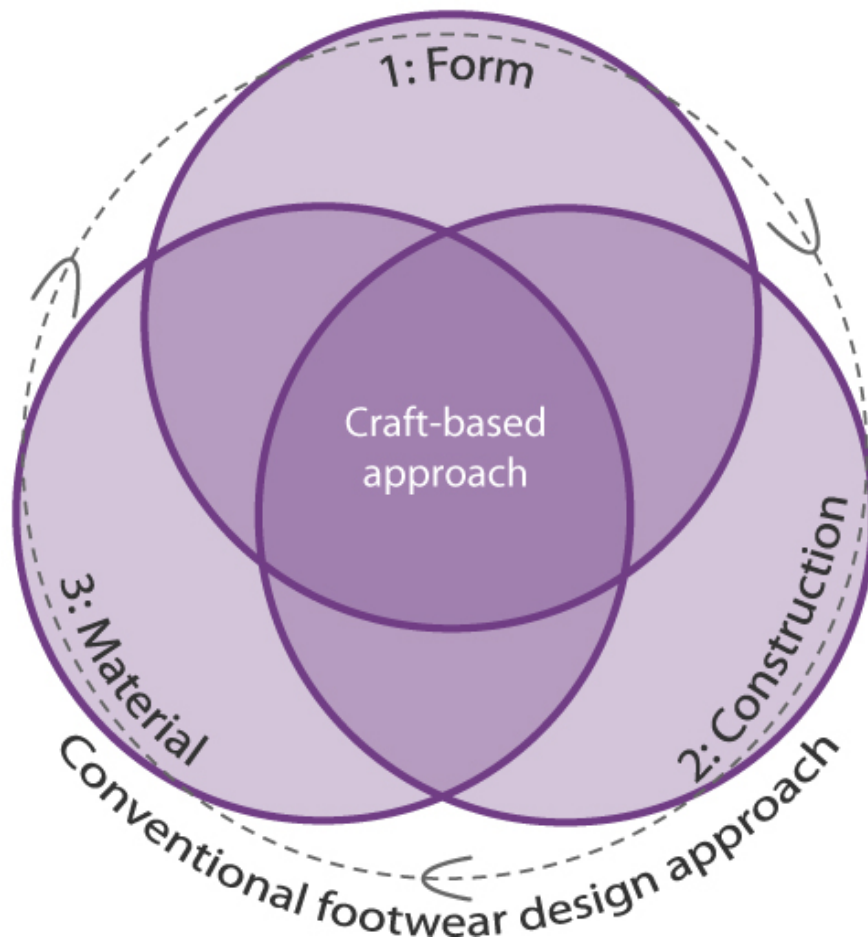 1: Form
Craft-based
approach
3: Material
2: Construction
Conventional footwear design approach